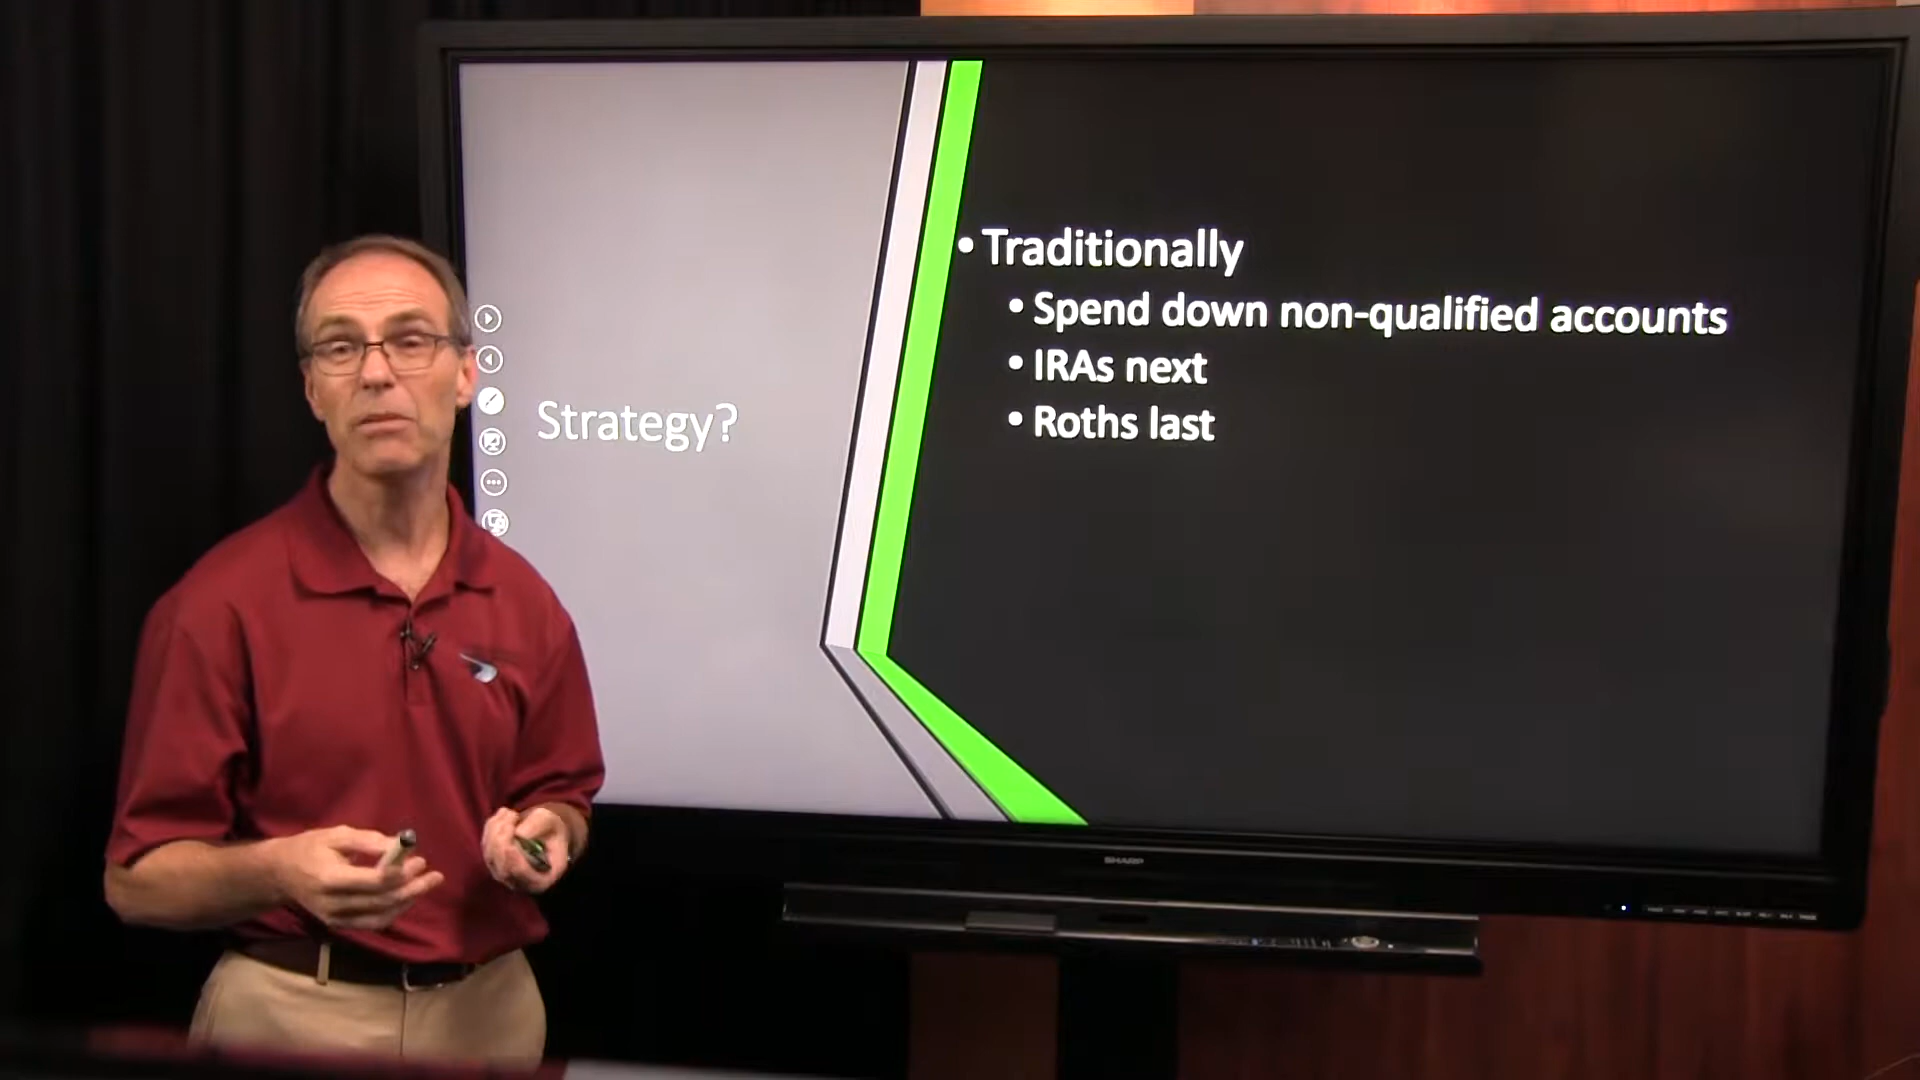 Strategy?
• Traditionally
• Spend down non-qualified accounts
• IRAs next
• Roths last
SHARP